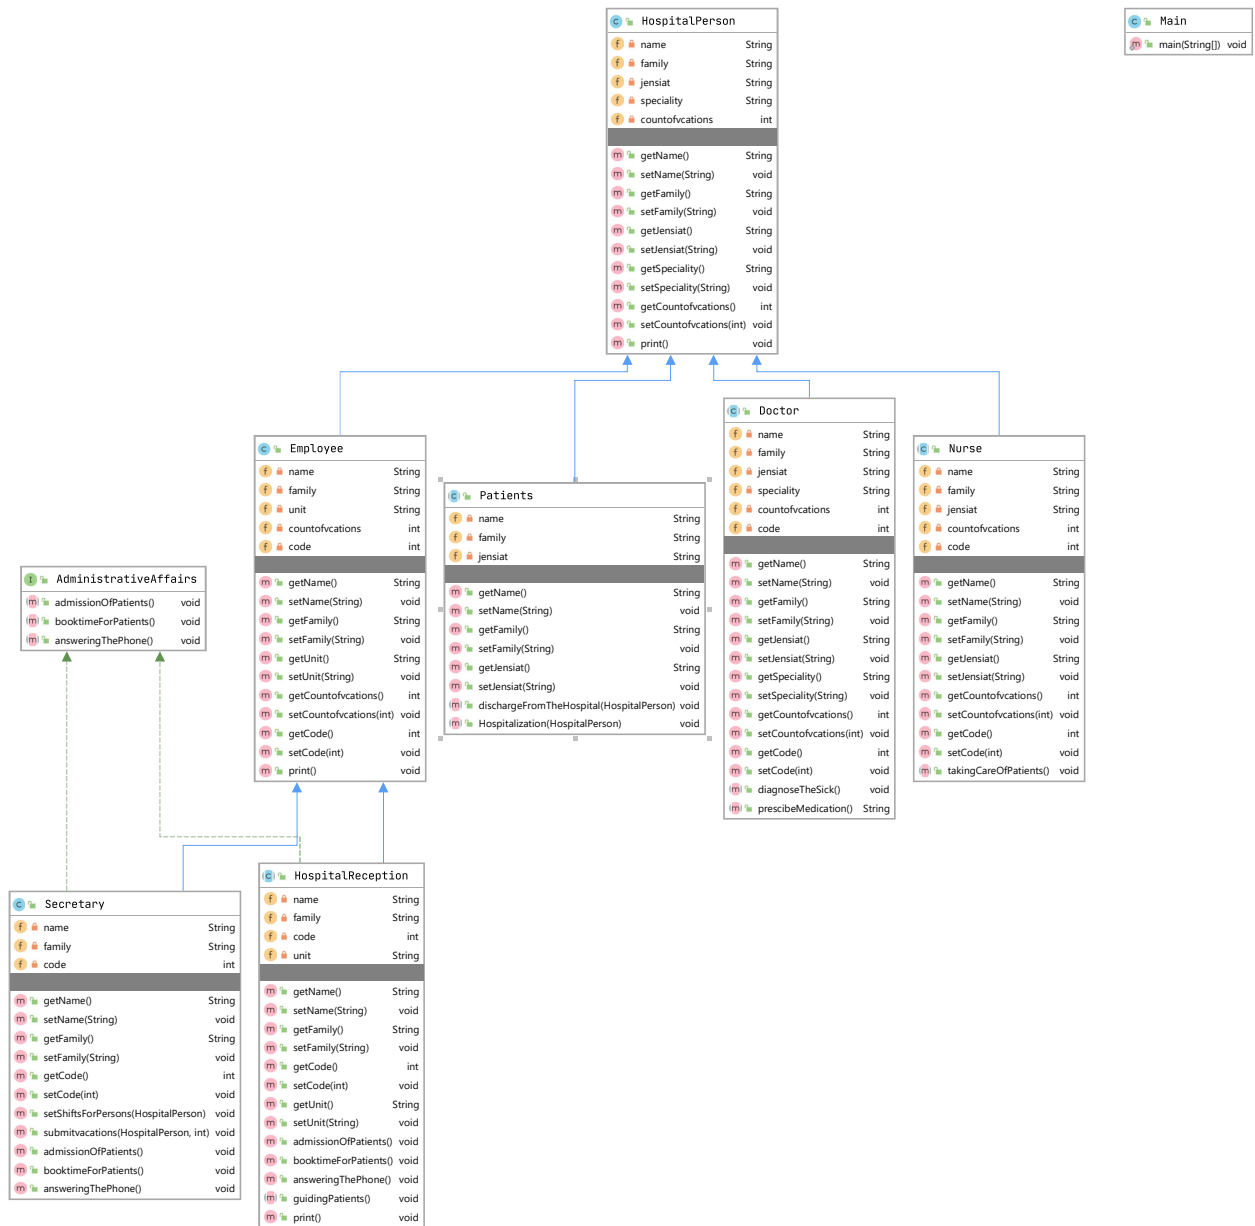 HospitalPerson
name String
family String
jensiat String
speciality String
countofvcations int
getName() String
setName(String) void
getFamily() String
setFamily(String) void
getJensiat() String
setJensiat(String) void
getSpeciality() String
setSpeciality(String) void
getCountofvcations() int
setCountofvcations(int) void
print() void
Main
main(String[]) void
Employee
name String
family String
unit String
countofvcations int
code int
getName() String
setName(String) void
getFamily() String
setFamily(String) void
getUnit() String
setUnit(String) void
getCountofvcations() int
setCountofvcations(int) void
getCode() int
setCode(int) void
print() void
Patients
name String
family String
jensiat String
getName() String
setName(String) void
getFamily() String
setFamily(String) void
getJensiat() String
setJensiat(String) void
dischargeFromTheHospital(HospitalPerson) void
Hospitalization(HospitalPerson) void
Doctor
name String
family String
jensiat String
speciality String
countofvcations int
code int
getName() String
setName(String) void
getFamily() String
setFamily(String) void
getJensiat() String
setJensiat(String) void
getSpeciality() String
setSpeciality(String) void
getCountofvcations() int
setCountofvcations(int) void
getCode() int
setCode(int) void
diagnoseTheSick() void
prescibeMedication() String
Nurse
name String
family String
jensiat String
countofvcations int
code int
getName() String
setName(String) void
getFamily() String
setFamily(String) void
getJensiat() String
setJensiat(String) void
getCountofvcations() int
setCountofvcations(int) void
getCode() int
setCode(int) void
takingCareOfPatients() void
AdministrativeAffairs
admissionOfPatients() void
booktimeForPatients() void
answeringThePhone() void
Secretary
name String
family String
code int
getName() String
setName(String) void
getFamily() String
setFamily(String) void
getCode() int
setCode(int) void
setShiftsForPersons(HospitalPerson) void
submitvacations(HospitalPerson, int) void
admissionOfPatients() void
booktimeForPatients() void
answeringThePhone() void
HospitalReception
name String
family String
code int
unit String
getName() String
setName(String) void
getFamily() String
setFamily(String) void
getCode() int
setCode(int) void
getUnit() String
setUnit(String) void
admissionOfPatients() void
booktimeForPatients() void
answeringThePhone() void
guidingPatients() void
print() void